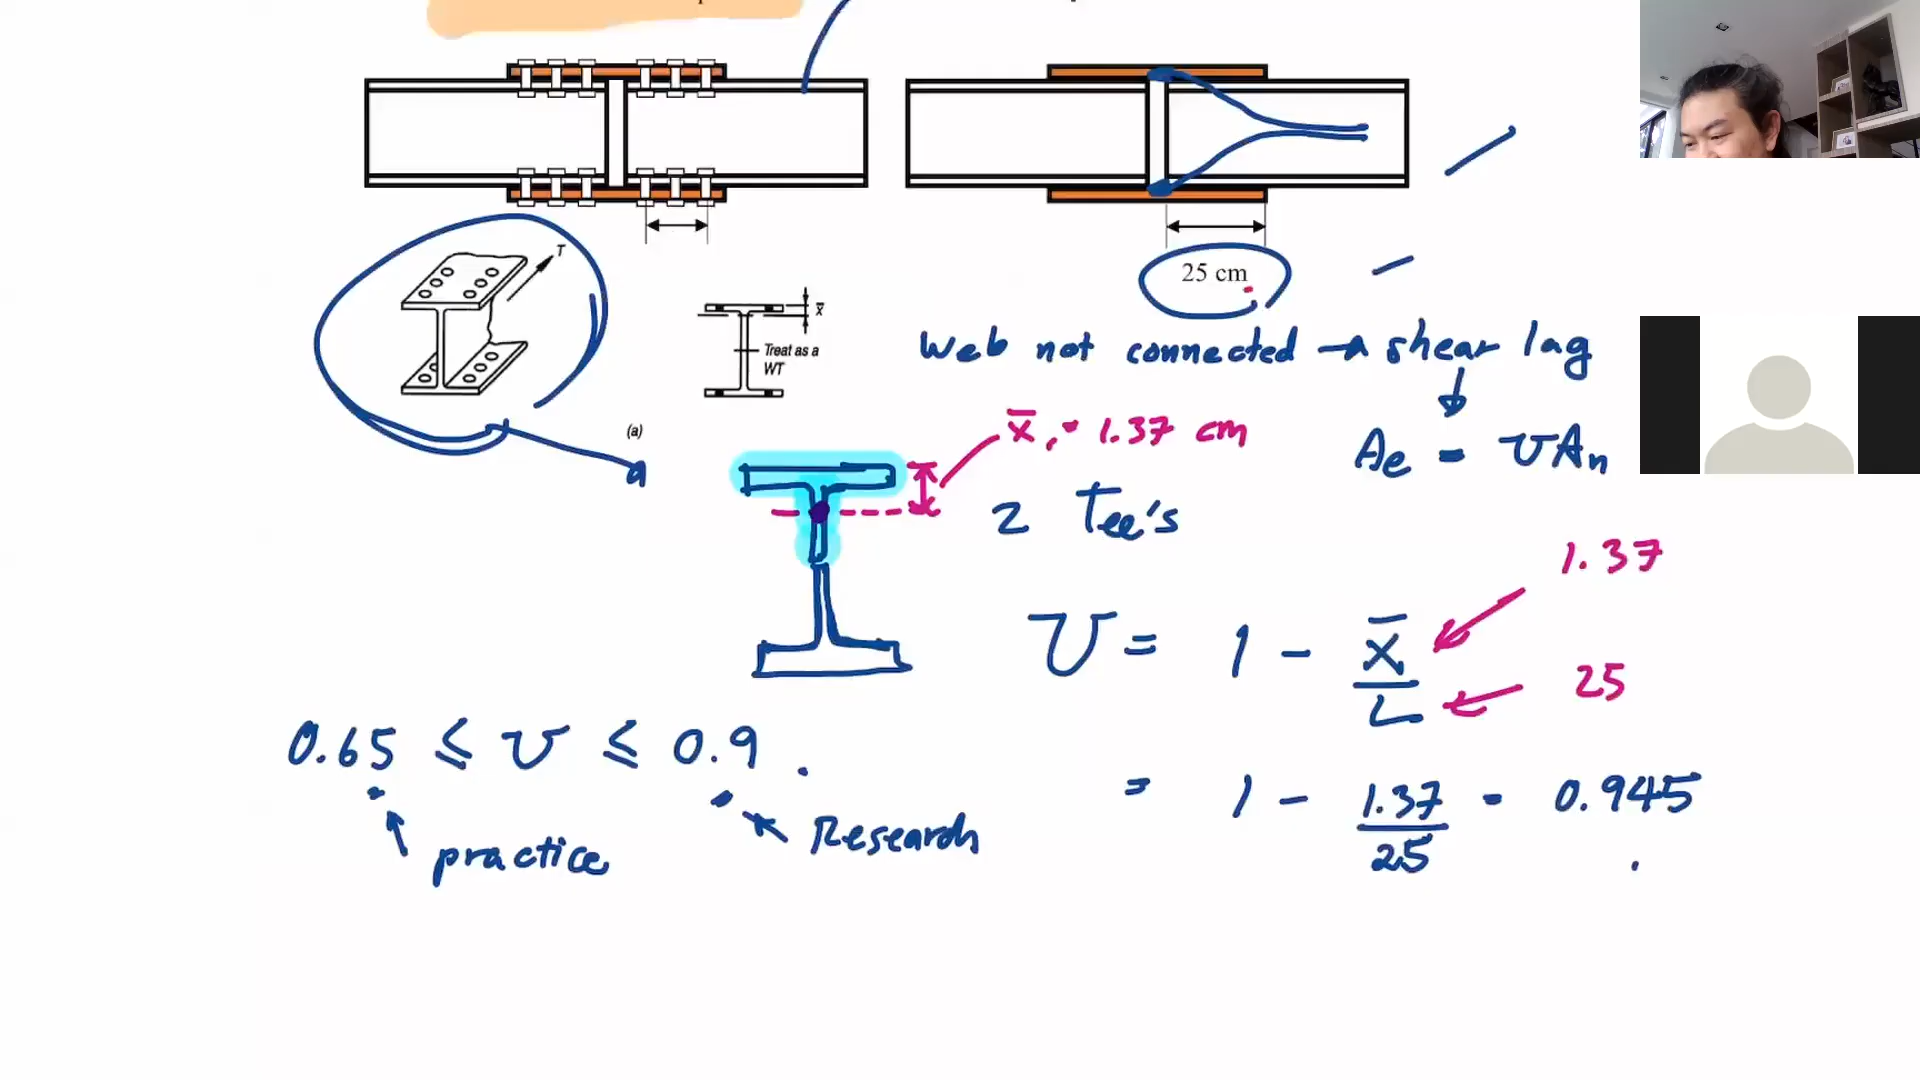 T
x̄
Treat as a
WT
(a)
25 cm
Web not connected → shear lag
Ae = UAn
x̄₁ = 1.37 cm
2 Tee's
1.37
U = 1 - x̄/L
25
0.65 ≤ U ≤ 0.9
practice
Research
= 1 - 1.37/25 = 0.945